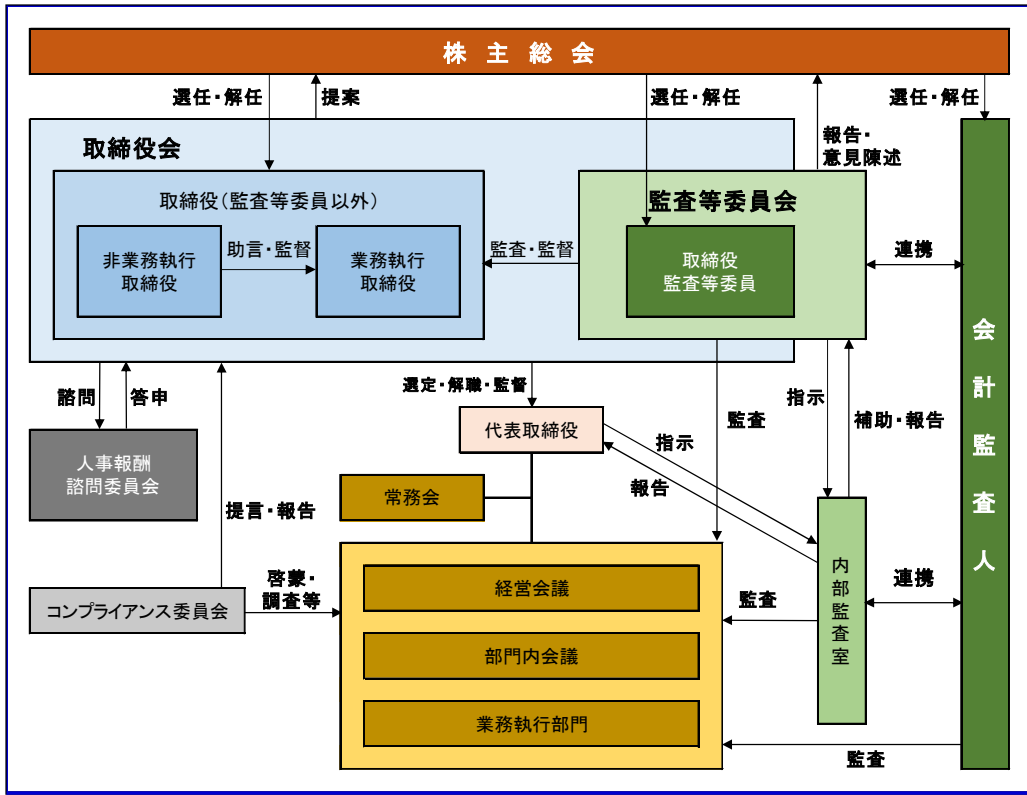 株主総会
選任・解任
提案
選任・解任
報告・
意見陳述
選任・解任
取締役会
取締役（監査等委員以外）
非業務執行
取締役
助言・監督
業務執行
取締役
監査・監督
監査等委員会
取締役
監査等委員
連携
会計監査人
諮問
答申
選定・解職・監督
監査
指示
補助・報告
人事報酬
諮問委員会
代表取締役
指示
報告
常務会
提言・報告
コンプライアンス委員会
啓蒙・
調査等
経営会議
部門内会議
業務執行部門
監査
内部監査室
連携
監査